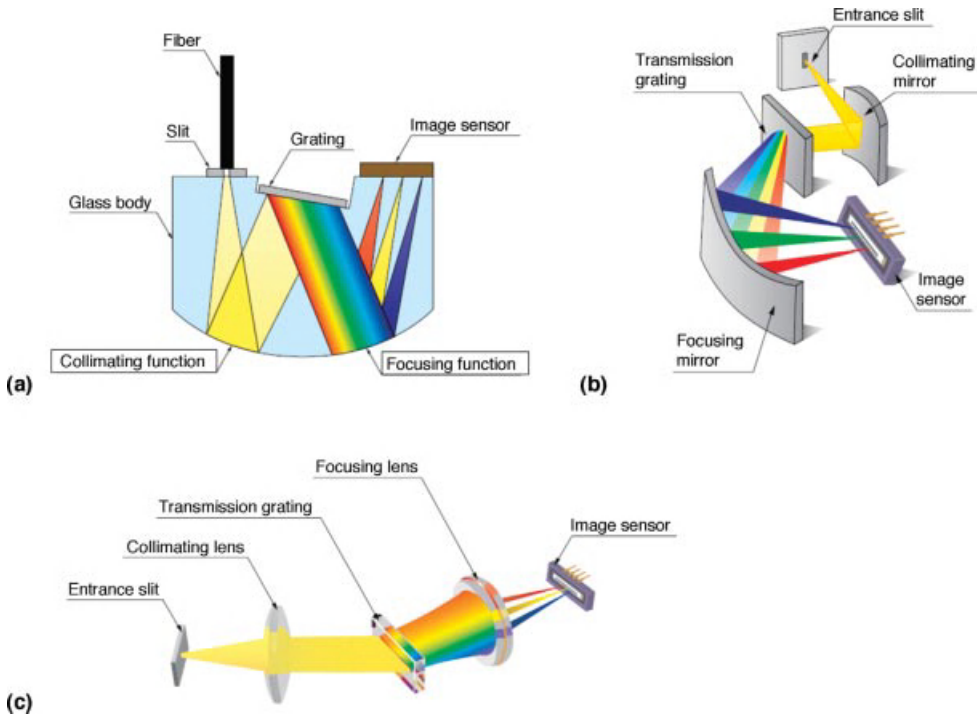 Fiber
Slit
Grating
Image sensor
Glass body
Collimating function
Focusing function
(a)
Entrance slit
Transmission
grating
Collimating
mirror
Image
sensor
Focusing
mirror
(b)
Focusing lens
Transmission grating
Image sensor
Collimating lens
Entrance slit
(c)